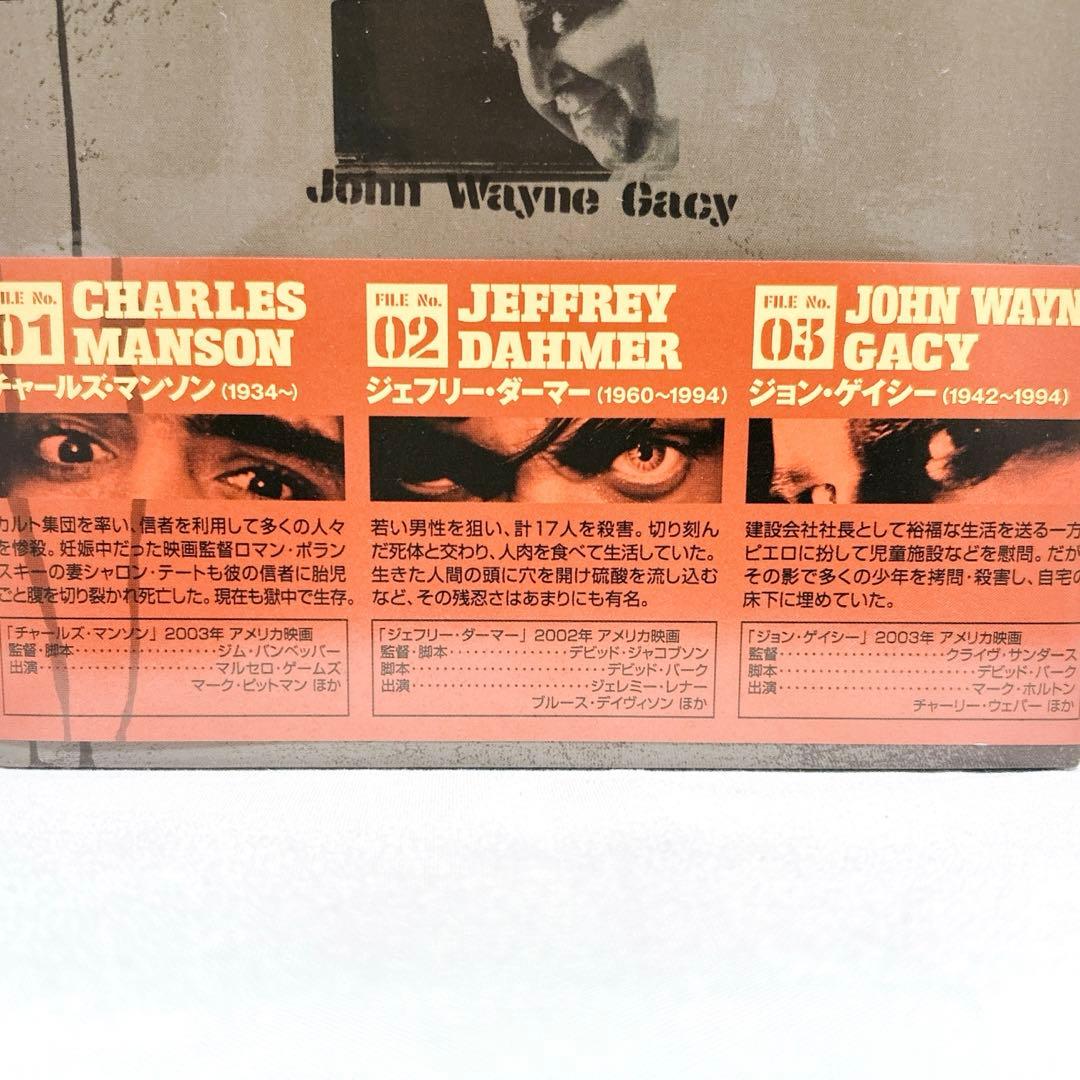 John Wayne Gacy
FILE No.
01
CHARLES
MANSON
チャールズ・マンソン (1934~)
カルト集団を率い、信者を利用して多くの人々
を惨殺。妊娠中だった映画監督ロマン・ポラン
スキーの妻シャロン・テートも彼の信者に胎児
ごと腹を切り裂かれ死亡した。現在も獄中で生存。
「チャールズ・マンソン」2003年 アメリカ映画
監督・脚本・・・・・・・・・・・・・・・・ジム・バンベッバー
出演・・・・・・・・・・・・・・・・・・・・マルセロ・ゲームズ
マーク・ピットマン ほか
FILE No.
02
JEFFREY
DAHMER
ジェフリー・ダーマー (1960~1994)
若い男性を狙い、計17人を殺害。切り刻ん
だ死体と交わり、人肉を食べて生活していた。
生きた人間の頭に穴を開け硫酸を流し込む
など、その残忍さはあまりにも有名。
「ジェフリー・ダーマー」2002年 アメリカ映画
監督・脚本・・・・・・・・・・・・・・デビッド・ジャコブソン
脚本・・・・・・・・・・・・・・・・・・・・デビッド・バーク
出演・・・・・・・・・・・・・・・・・・・・ジェレミー・レナー
ブルース・デイヴィソン ほか
FILE No.
03
JOHN WAYN
GACY
ジョン・ゲイシー (1942~1994)
建設会社社長として裕福な生活を送る一方
ピエロに扮して児童施設などを慰問。だが
その影で多くの少年を拷問・殺害し、自宅の
床下に埋めていた。
「ジョン・ゲイシー」2003年 アメリカ映画
監督・・・・・・・・・・・・・・・・・・クライヴ・サンダース
脚本・・・・・・・・・・・・・・・・・・・・デビッド・バーク
出演・・・・・・・・・・・・・・・・・・・・マーク・ホルトン
チャーリー・ウェバー ほか